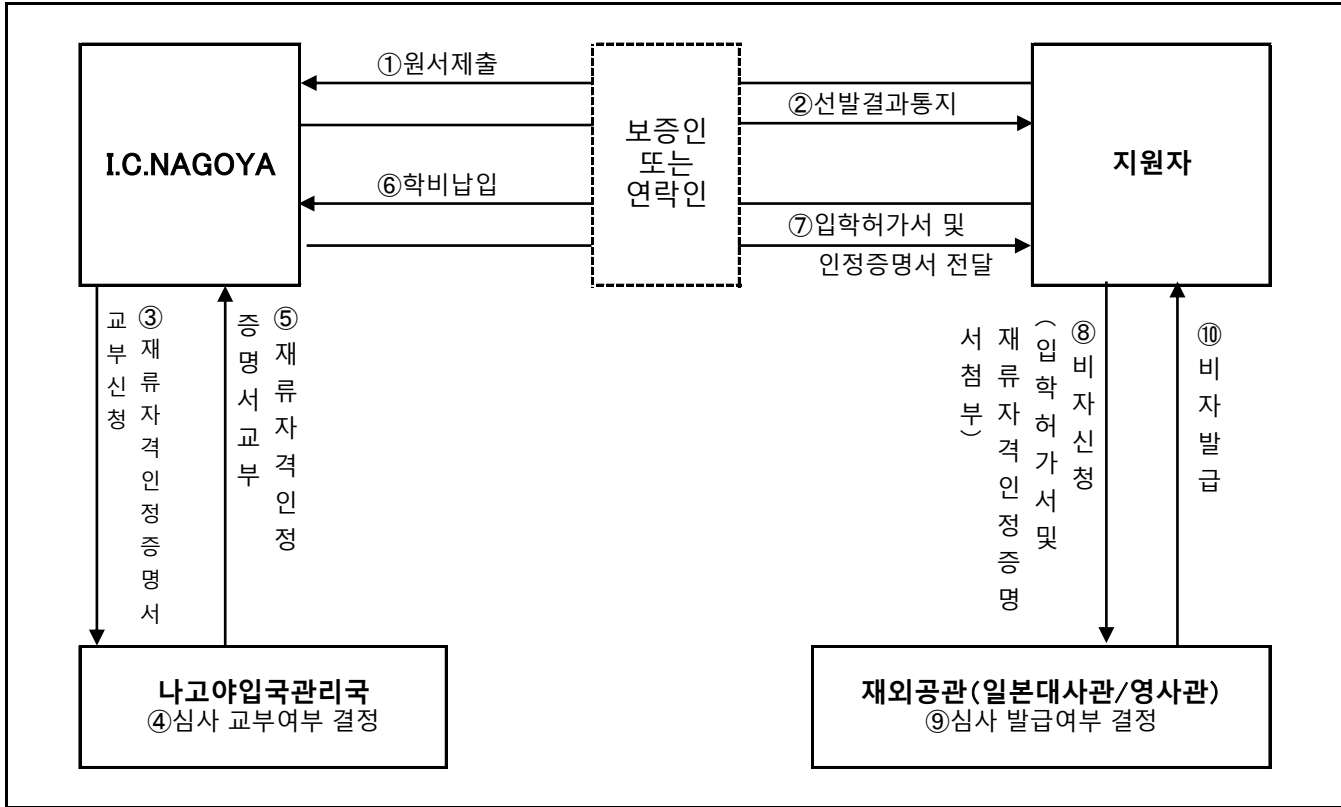 ①원서제출
②선발결과통지
I.C.NAGOYA
보증인
또는
연락인
지원자
⑥학비납입
⑦입학허가서 및
인정증명서 전달
③재류자격인정증명서
교부신청
⑤재류자격인정
증명서교부
⑧비자신청
(입학허가서및
재류자격인정증명
서첨부)
⑩비자발급
나고야입국관리국
④심사 교부여부 결정
재외공관(일본대사관/영사관)
⑨심사 발급여부 결정